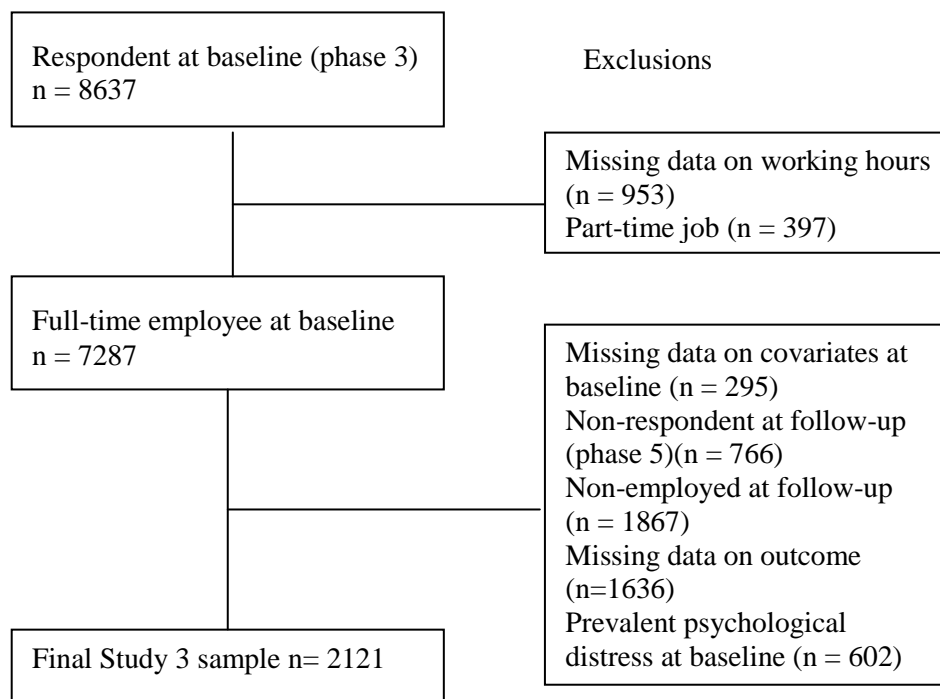 Respondent at baseline (phase 3)
n = 8637
Exclusions
Missing data on working hours
(n = 953)
Part-time job (n = 397)
Full-time employee at baseline
n = 7287
Missing data on covariates at
baseline (n = 295)
Non-respondent at follow-up
(phase 5)(n = 766)
Non-employed at follow-up
(n = 1867)
Missing data on outcome
(n=1636)
Prevalent psychological
distress at baseline (n = 602)
Final Study 3 sample n= 2121